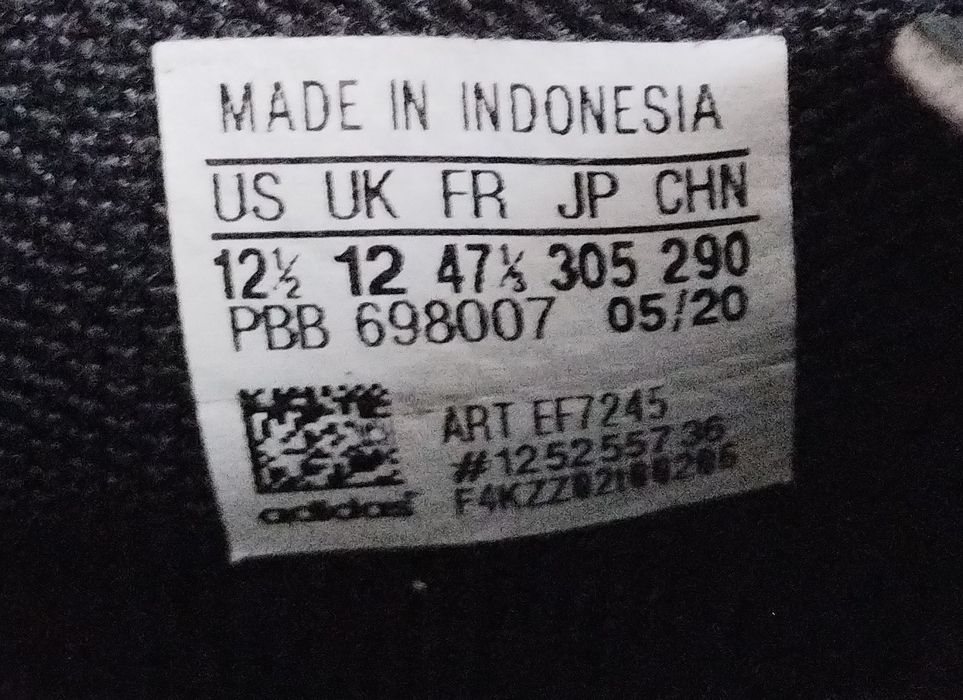 MADE IN INDONESIA
US UK FR JP CHN
12½ 12 47⅓ 305 290
PBB 698007 05/20
ART EF7245
#125255736
adidas